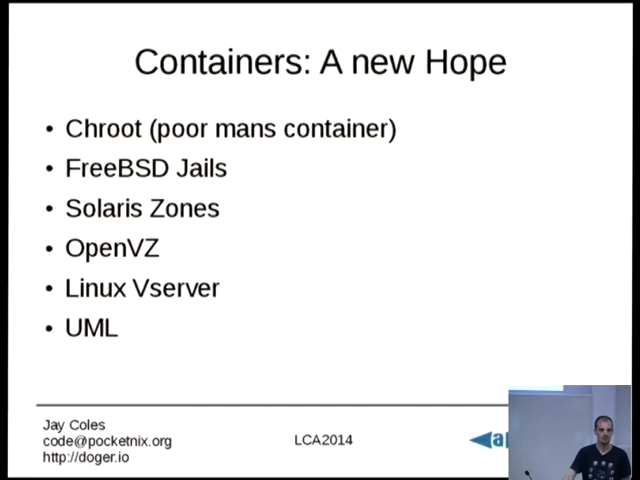 Containers: A new Hope
• Chroot (poor mans container)
• FreeBSD Jails
• Solaris Zones
• OpenVZ
• Linux Vserver
• UML
Jay Coles
code@pocketnix.org
http://doger.io
LCA2014